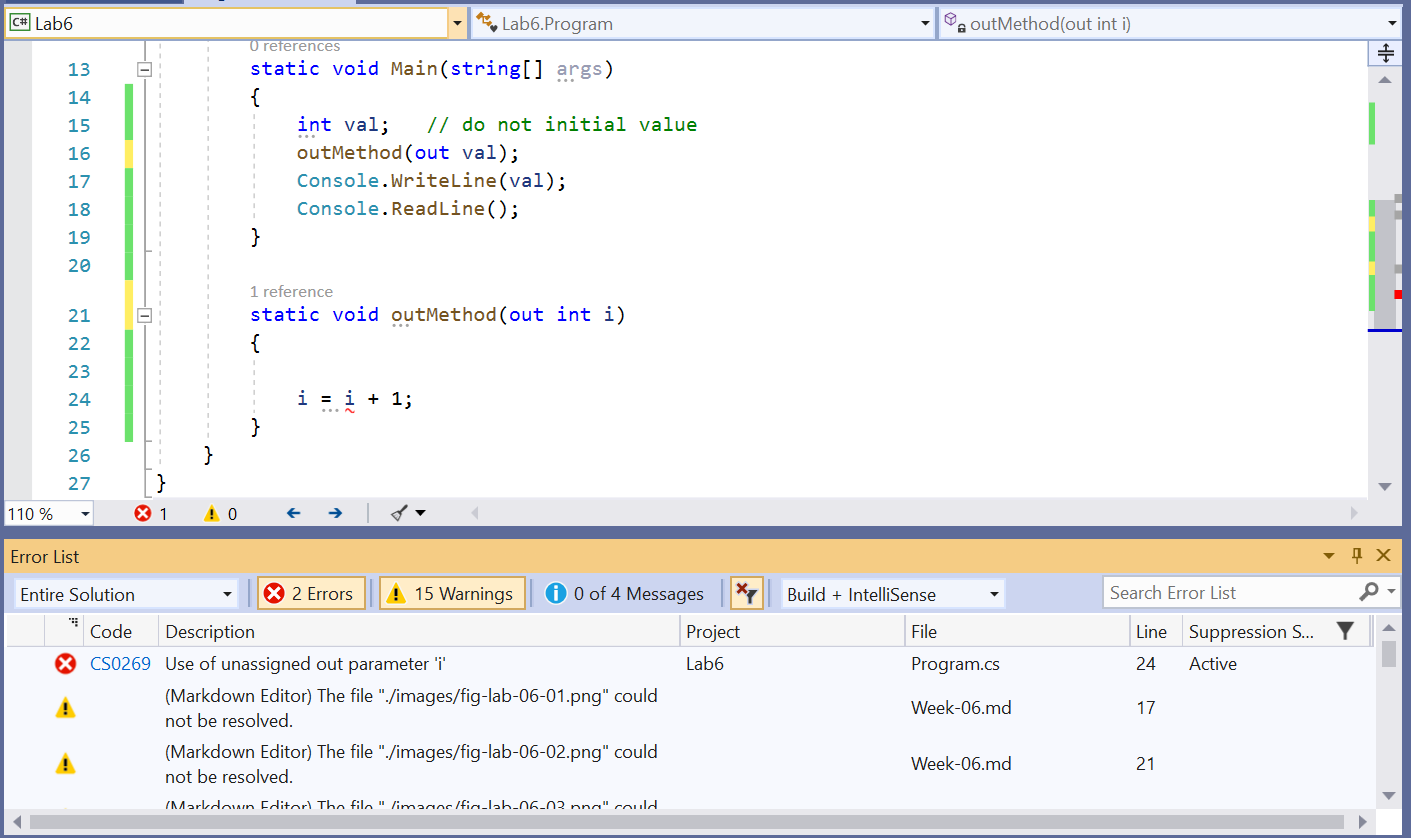 C# Lab6 Lab6.Program outMethod(out int i)
0 references
13 static void Main(string[] args)
14 {
15 int val; // do not initial value
16 outMethod(out val);
17 Console.WriteLine(val);
18 Console.ReadLine();
19 }
20
1 reference
21 static void outMethod(out int i)
22 {
23
24 i = i + 1;
25 }
26 }
27 }
110 % 1 0
Error List
Entire Solution 2 Errors 15 Warnings 0 of 4 Messages Build + IntelliSense Search Error List
Code Description Project File Line Suppression S...
CS0269 Use of unassigned out parameter 'i' Lab6 Program.cs 24 Active
(Markdown Editor) The file "./images/fig-lab-06-01.png" could
not be resolved. Week-06.md 17
(Markdown Editor) The file "./images/fig-lab-06-02.png" could
not be resolved. Week-06.md 21
(Markdown Editor) The file "./images/fig-lab-06-03.png" could